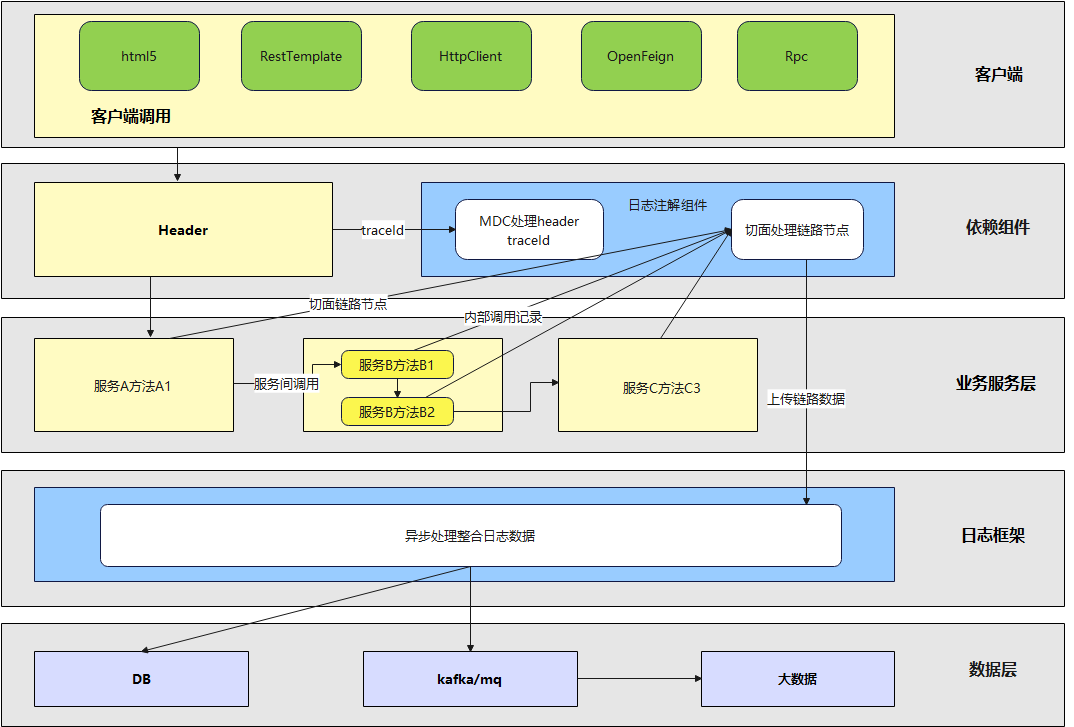 html5
RestTemplate
HttpClient
OpenFeign
Rpc
客户端
客户端调用
Header
traceId
MDC处理header
traceId
日志注解组件
切面处理链路节点
依赖组件
切面链路节点
内部调用记录
服务A方法A1
服务间调用
服务B方法B1
服务B方法B2
服务C方法C3
上传链路数据
业务服务层
异步处理整合日志数据
日志框架
DB
kafka/mq
大数据
数据层